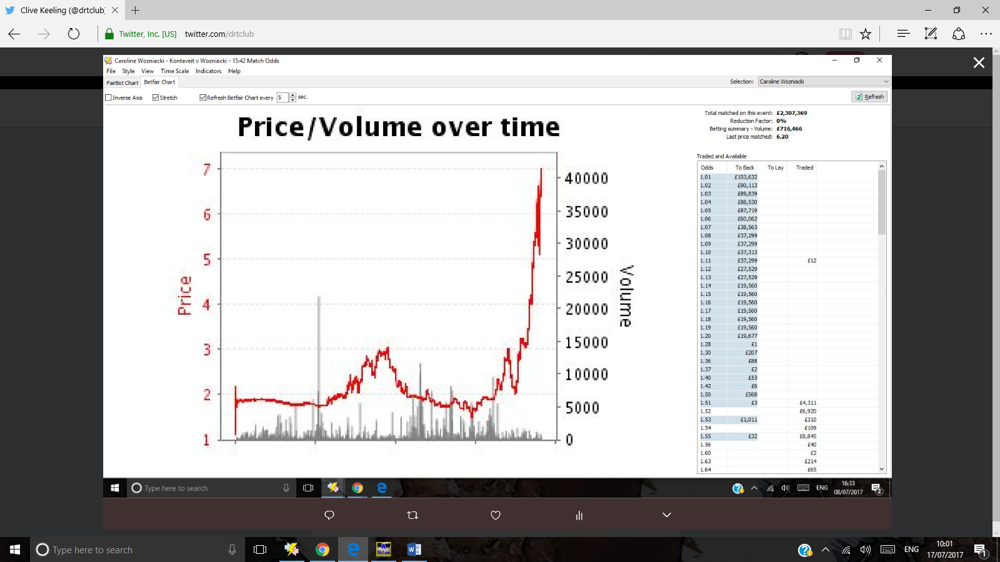 Clive Keeling (@drtclub)
Twitter, Inc. [US] twitter.com/drtclub
Caroline Wozniacki - Kontaveit v Wozniacki - 15:42 Match Odds
File Style View Time Scale Indicators Help
FairBot Chart Betfair Chart
Selection: Caroline Wozniacki
Inverse Axis Stretch Refresh Betfair Chart every 5 sec.
Refresh
Price/Volume over time
Total matched on this event: £2,307,369
Reduction Factor: 0%
Betting summary - Volume: £716,466
Last price matched: 6.20
Price
7
6
5
4
3
2
1
40000
35000
30000
25000
20000
15000
10000
5000
0
Volume
Traded and Available
Odds To Back To Lay Traded
1.01 £103,632
1.02 £90,113
1.03 £89,839
1.04 £88,530
1.05 £87,719
1.06 £60,062
1.07 £38,563
1.08 £37,299
1.09 £37,299
1.10 £37,313
1.11 £37,299 £12
1.12 £27,529
1.13 £27,529
1.14 £19,560
1.15 £19,560
1.16 £19,560
1.17 £19,560
1.18 £19,560
1.19 £19,560
1.20 £19,677
1.28 £1
1.30 £207
1.36 £88
1.37 £2
1.40 £53
1.42 £6
1.50 £568
1.51 £3 £4,311
1.52 £6,920
1.53 £1,011 £310
1.54 £109
1.55 £32 £8,845
1.56 £40
1.60 £2
1.63 £214
1.64 £65
Type here to search
ENG
16:33
08/07/2017
2
Type here to search
ENG
10:01
17/07/2017
1